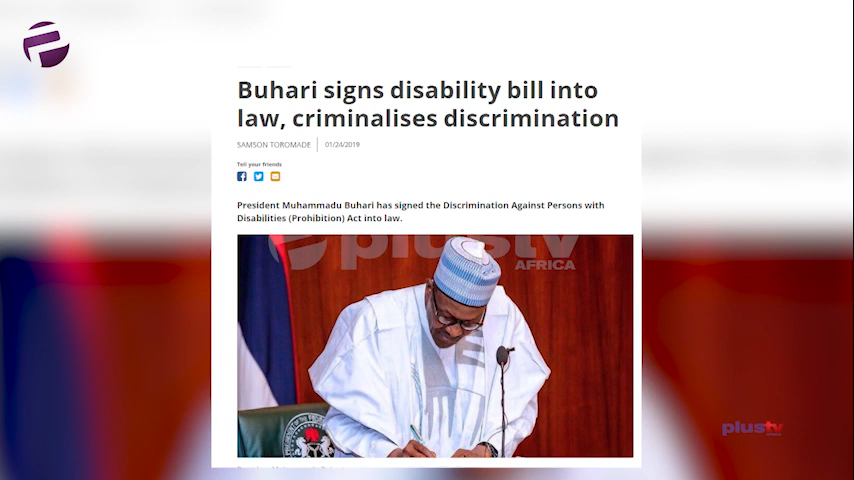 Buhari signs disability bill into
law, criminalises discrimination
SAMSON TOROMADE
01/24/2019
Tell your friends
President Muhammadu Buhari has signed the Discrimination Against Persons with
Disabilities (Prohibition) Act into law.
plustv
AFRICA
plustv
AFRICA